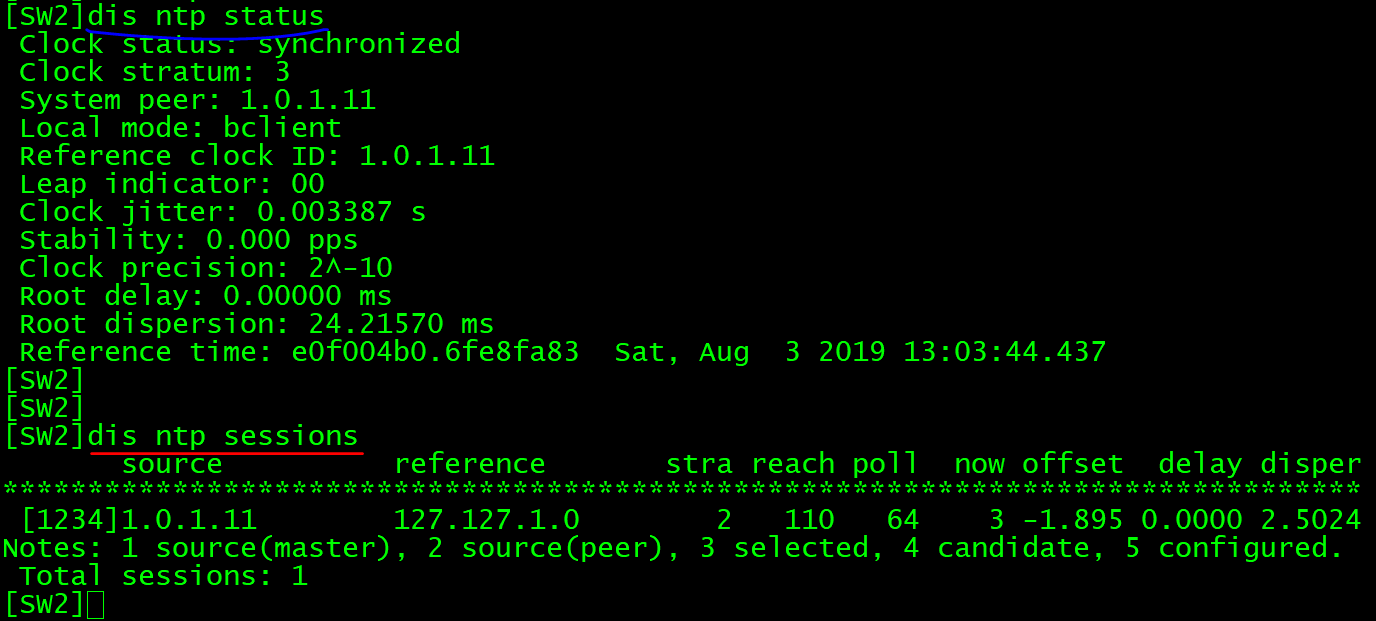 [SW2]dis ntp status
 Clock status: synchronized
 Clock stratum: 3
 System peer: 1.0.1.11
 Local mode: bclient
 Reference clock ID: 1.0.1.11
 Leap indicator: 00
 Clock jitter: 0.003387 s
 Stability: 0.000 pps
 Clock precision: 2^-10
 Root delay: 0.00000 ms
 Root dispersion: 24.21570 ms
 Reference time: e0f004b0.6fe8fa83  Sat, Aug  3 2019 13:03:44.437
[SW2]
[SW2]
[SW2]dis ntp sessions
       source          reference       stra reach poll  now offset  delay disper
********************************************************************************
 [1234]1.0.1.11        127.127.1.0        2   110   64    3 -1.895 0.0000 2.5024
Notes: 1 source(master), 2 source(peer), 3 selected, 4 candidate, 5 configured.
 Total sessions: 1
[SW2]